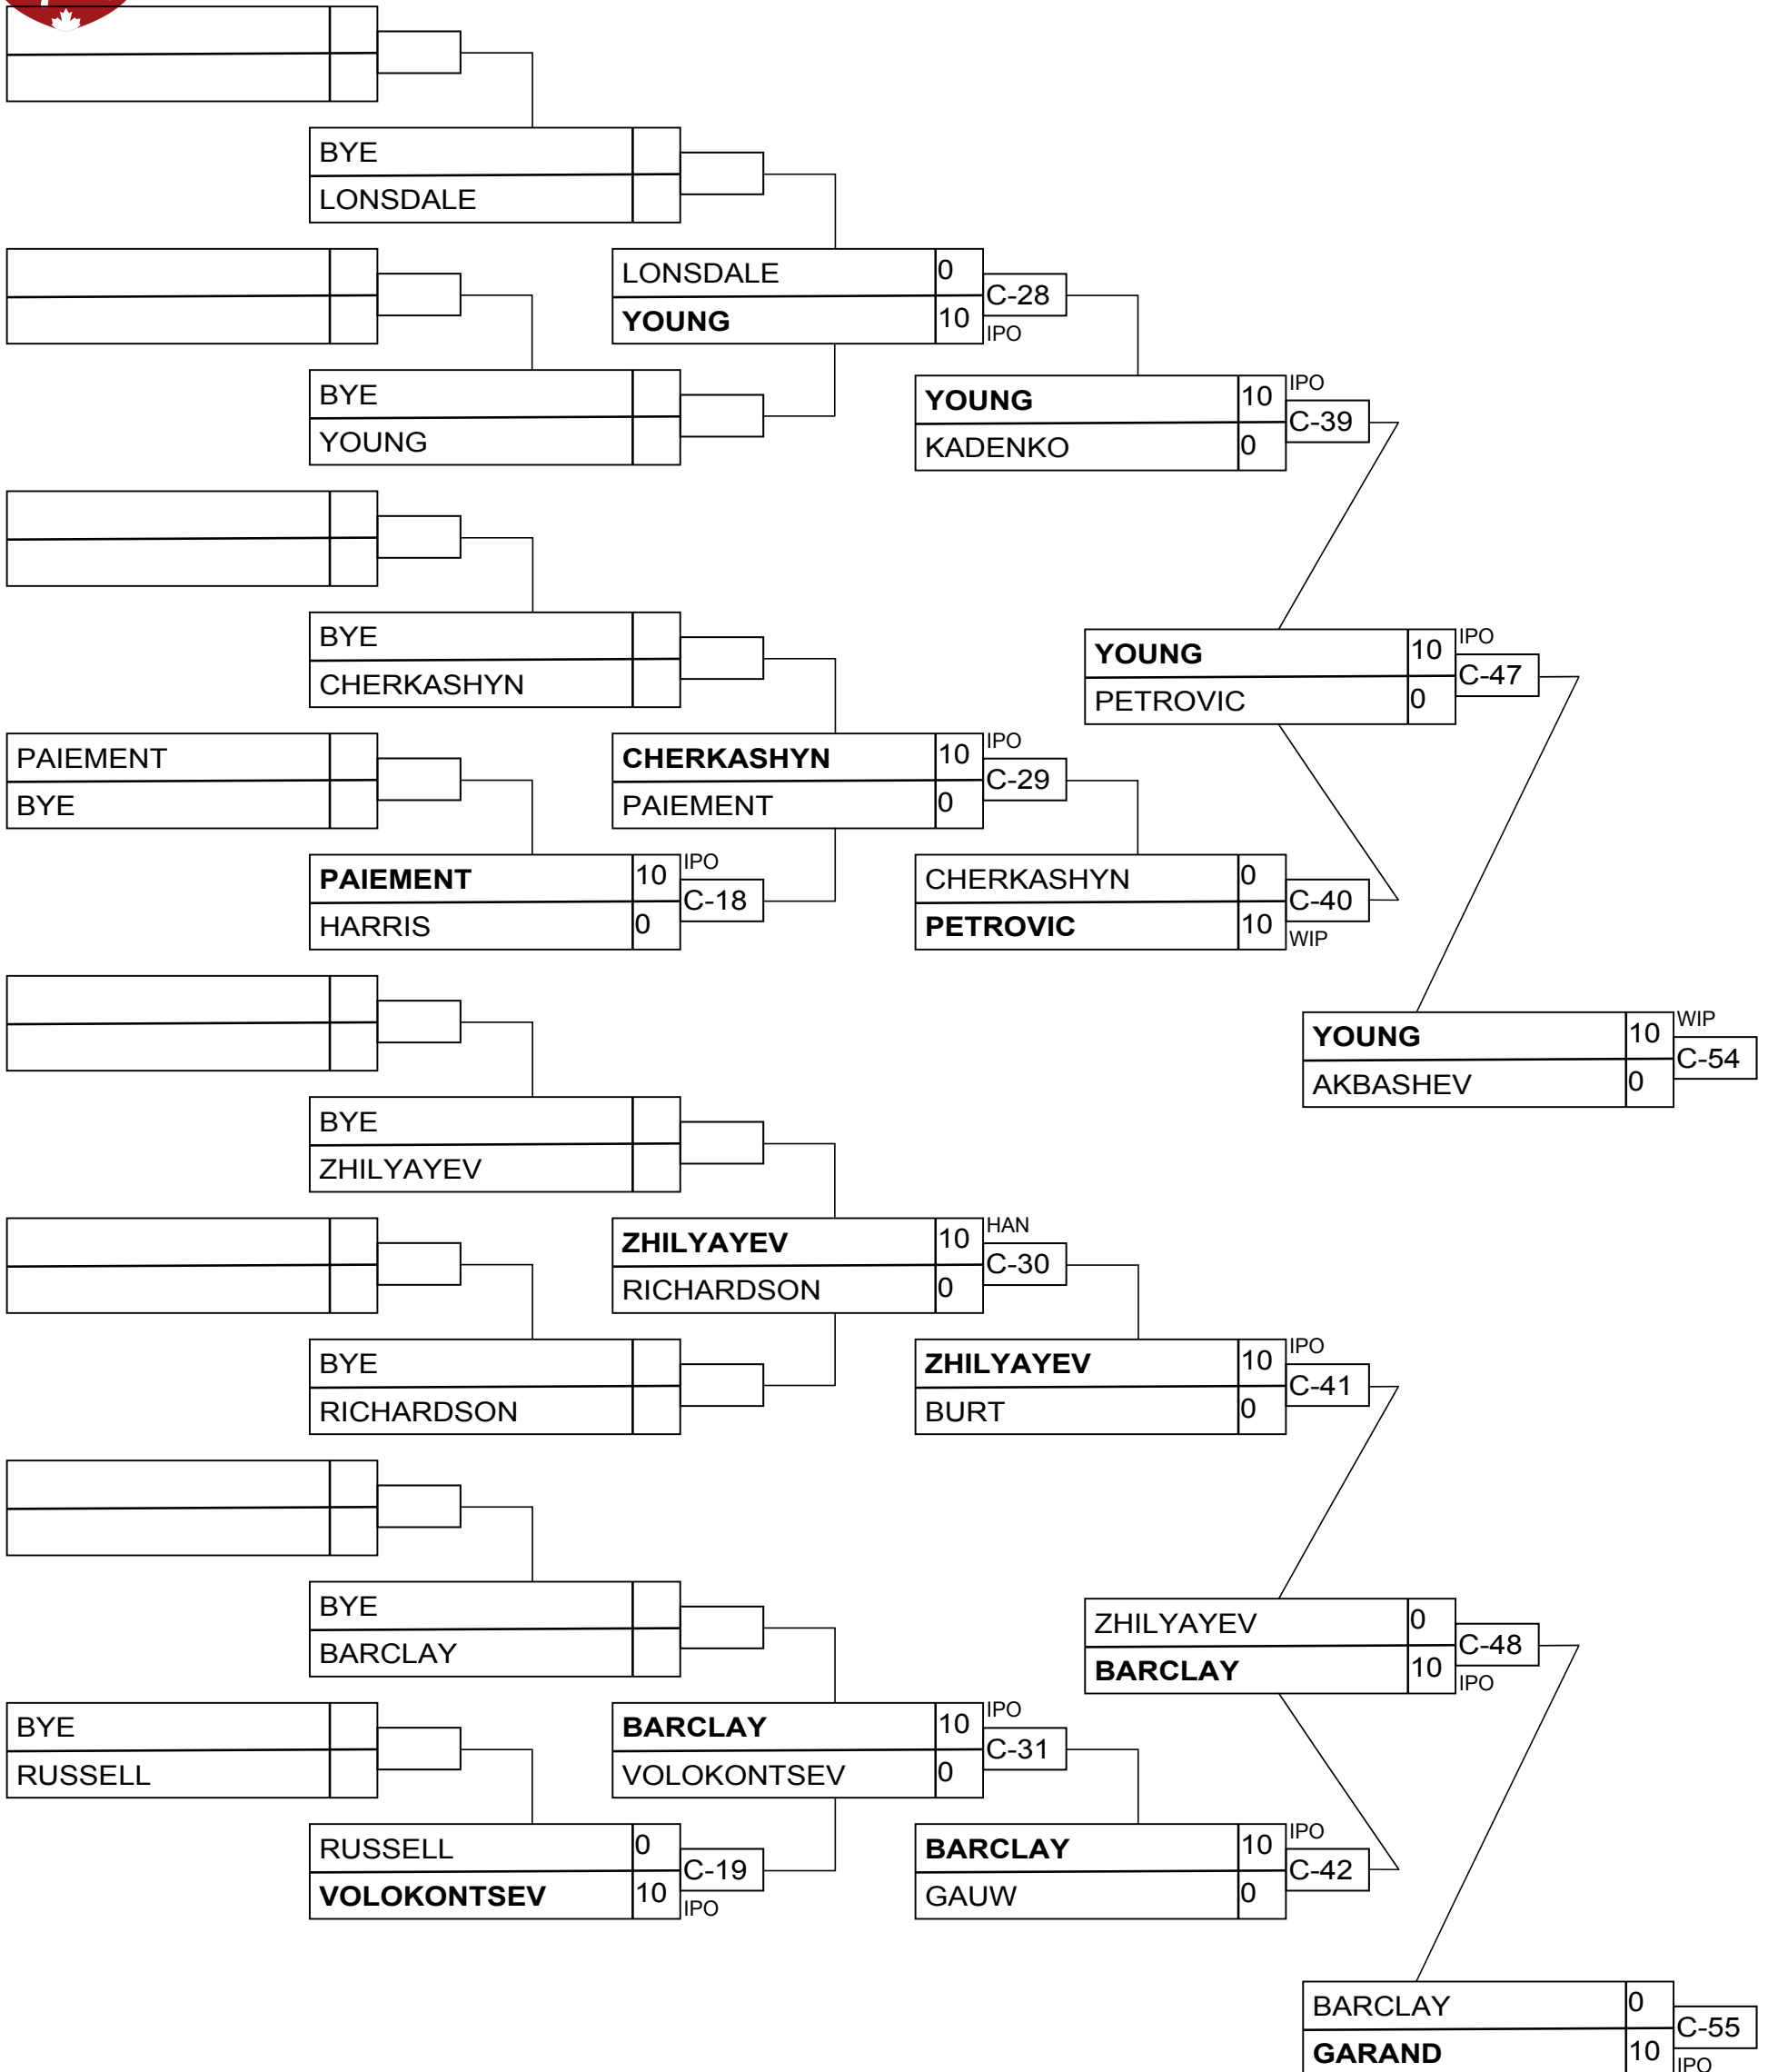 BYE
LONSDALE
LONSDALE 0
C-28
YOUNG 10
IPO
BYE
YOUNG
YOUNG 10 IPO
C-39
KADENKO 0
BYE
CHERKASHYN
YOUNG 10 IPO
C-47
PETROVIC 0
PAIEMENT
BYE
CHERKASHYN 10 IPO
C-29
PAIEMENT 0
PAIEMENT 10 IPO
C-18
HARRIS 0
CHERKASHYN 0
C-40
PETROVIC 10
WIP
YOUNG 10 WIP
C-54
AKBASHEV 0
BYE
ZHILYAYEV
ZHILYAYEV 10 HAN
C-30
RICHARDSON 0
BYE
RICHARDSON
ZHILYAYEV 10 IPO
C-41
BURT 0
BYE
BARCLAY
ZHILYAYEV 0
C-48
BARCLAY 10
IPO
BYE
RUSSELL
BARCLAY 10 IPO
C-31
VOLOKONTSEV 0
RUSSELL 0
C-19
VOLOKONTSEV 10
IPO
BARCLAY 10 IPO
C-42
GAUW 0
BARCLAY 0
C-55
GARAND 10
IPO